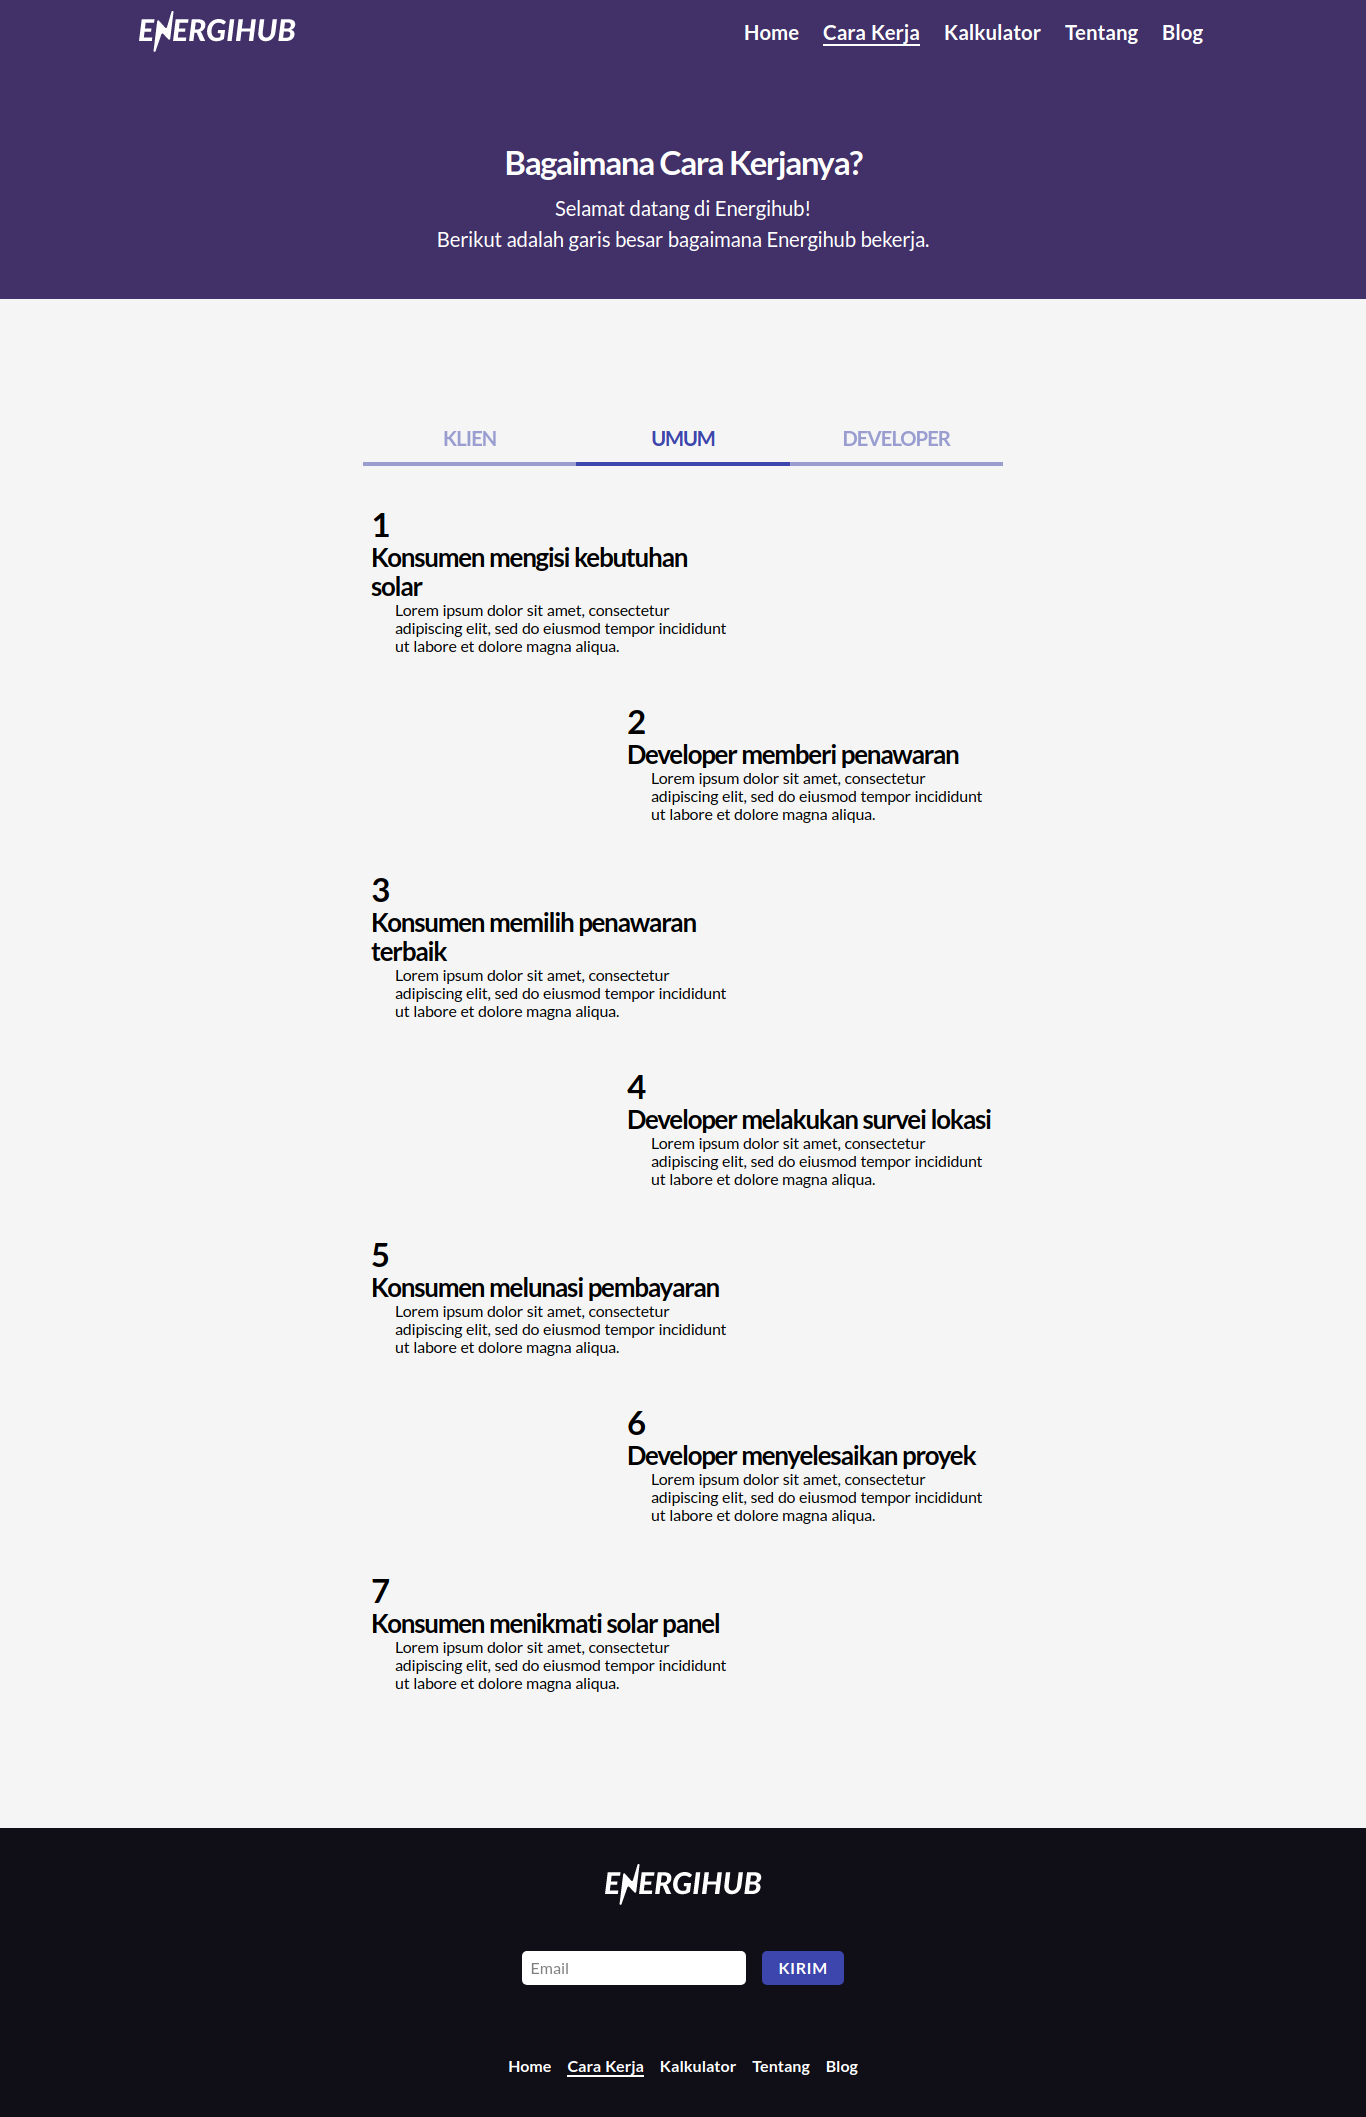 ENERGIHUB
Home Cara Kerja Kalkulator Tentang Blog
Bagaimana Cara Kerjanya?
Selamat datang di Energihub!
Berikut adalah garis besar bagaimana Energihub bekerja.
KLIEN UMUM DEVELOPER
1
Konsumen mengisi kebutuhan
solar
Lorem ipsum dolor sit amet, consectetur
adipiscing elit, sed do eiusmod tempor incididunt
ut labore et dolore magna aliqua.
2
Developer memberi penawaran
Lorem ipsum dolor sit amet, consectetur
adipiscing elit, sed do eiusmod tempor incididunt
ut labore et dolore magna aliqua.
3
Konsumen memilih penawaran
terbaik
Lorem ipsum dolor sit amet, consectetur
adipiscing elit, sed do eiusmod tempor incididunt
ut labore et dolore magna aliqua.
4
Developer melakukan survei lokasi
Lorem ipsum dolor sit amet, consectetur
adipiscing elit, sed do eiusmod tempor incididunt
ut labore et dolore magna aliqua.
5
Konsumen melunasi pembayaran
Lorem ipsum dolor sit amet, consectetur
adipiscing elit, sed do eiusmod tempor incididunt
ut labore et dolore magna aliqua.
6
Developer menyelesaikan proyek
Lorem ipsum dolor sit amet, consectetur
adipiscing elit, sed do eiusmod tempor incididunt
ut labore et dolore magna aliqua.
7
Konsumen menikmati solar panel
Lorem ipsum dolor sit amet, consectetur
adipiscing elit, sed do eiusmod tempor incididunt
ut labore et dolore magna aliqua.
ENERGIHUB
Email KIRIM
Home Cara Kerja Kalkulator Tentang Blog